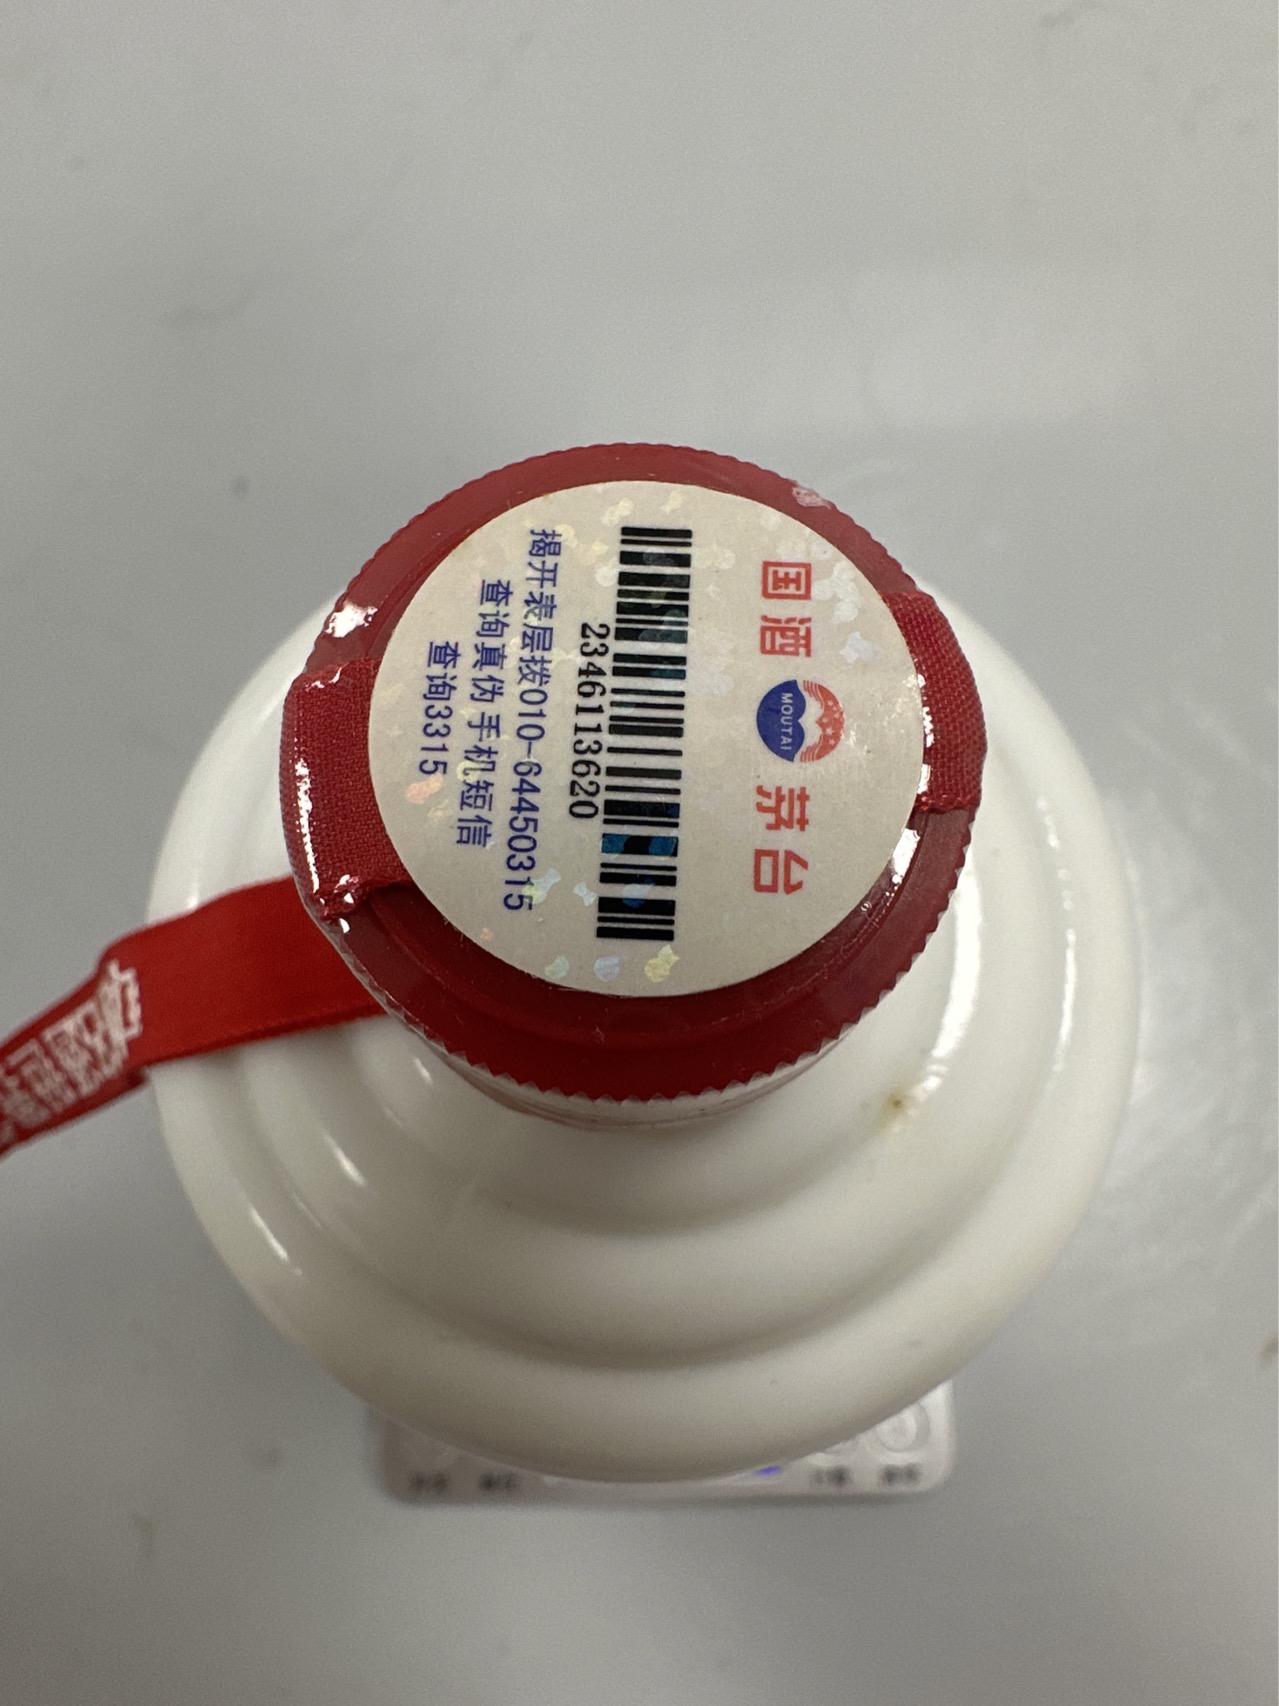 国酒
MOUTAI
茅台
2346113620
揭开表层拨010-64450315
查询真伪 手机短信
查询3315